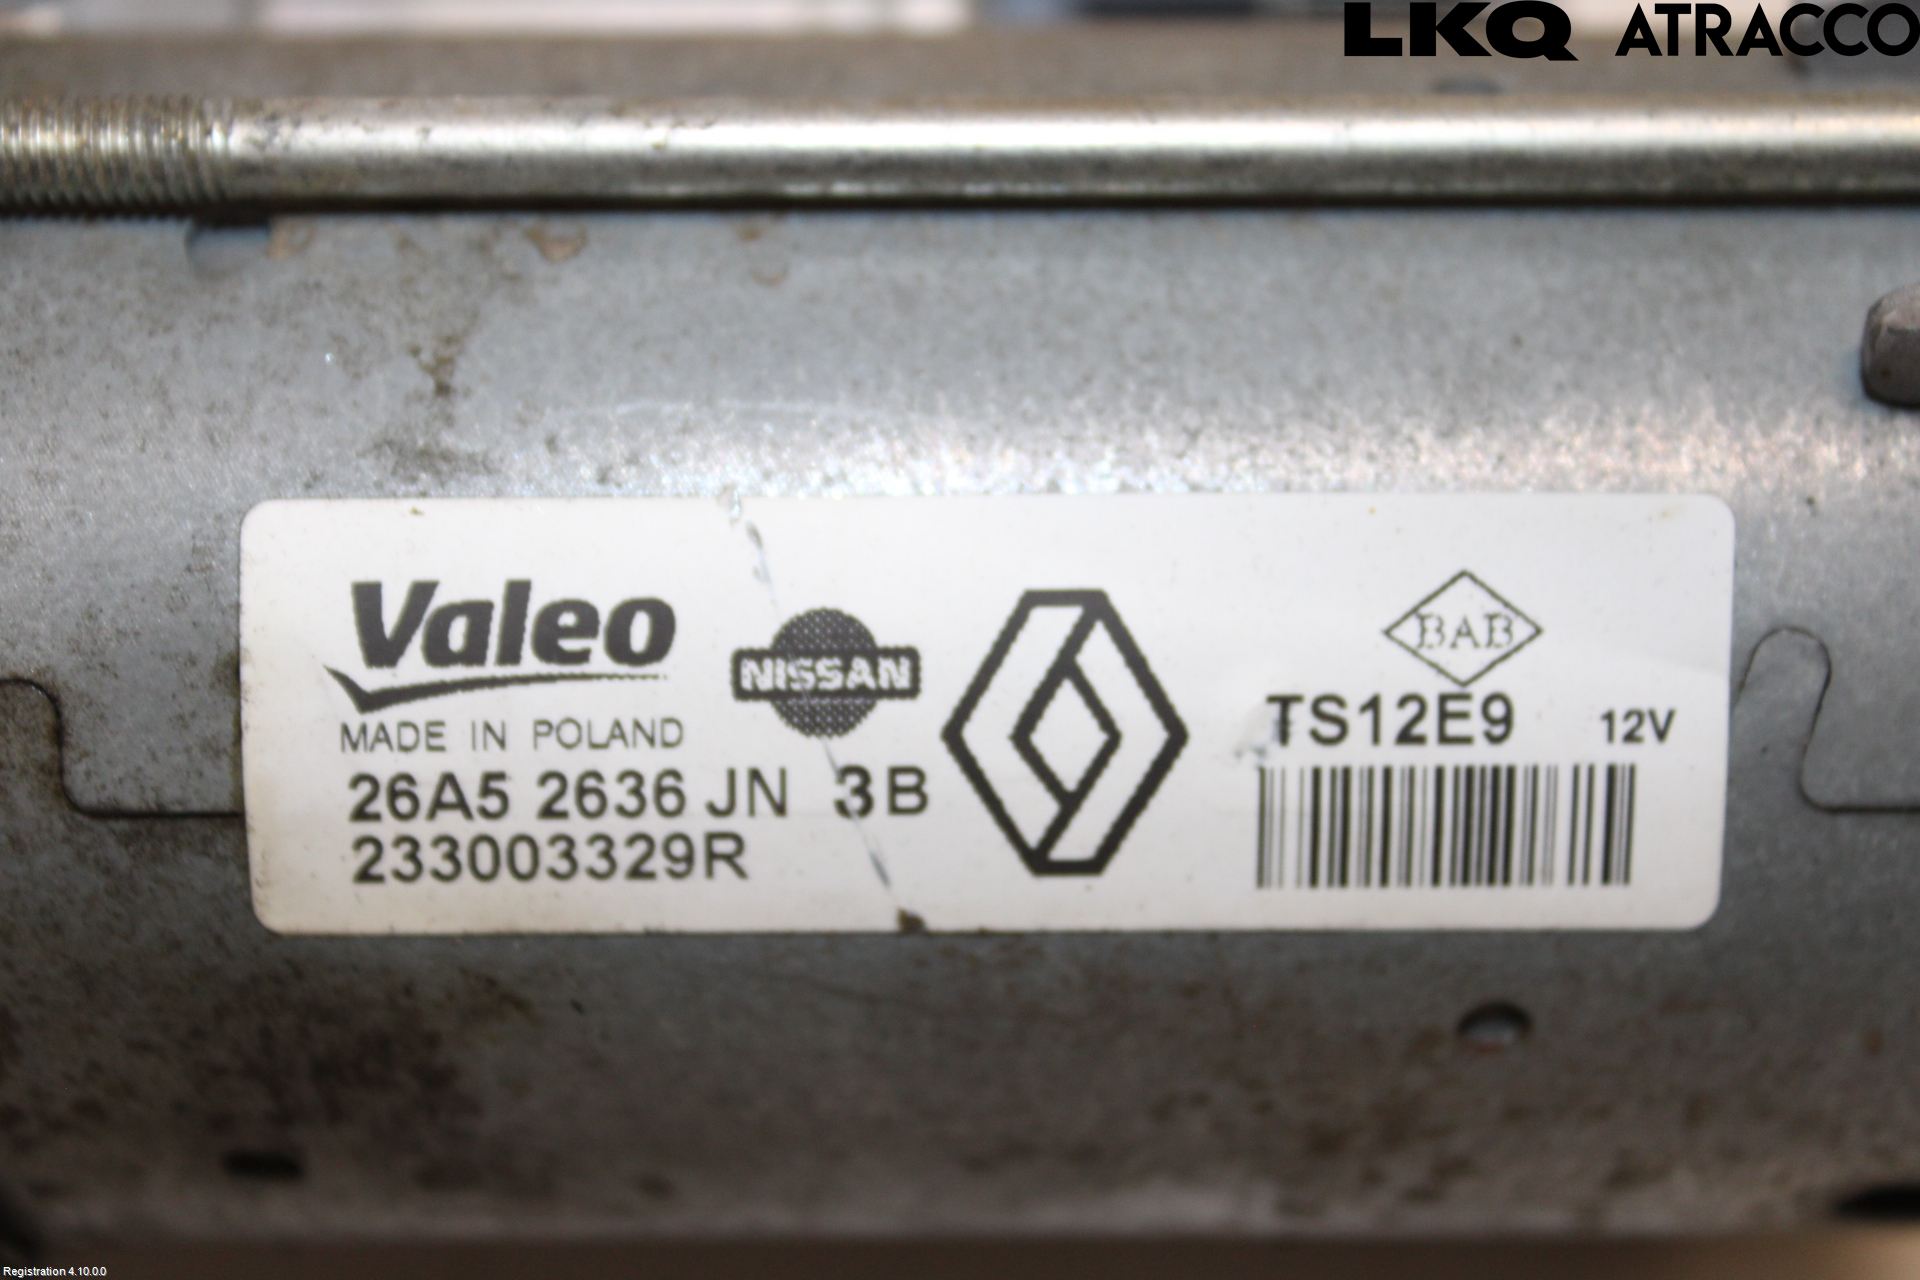 LKQ ATRACCO
Valeo
NISSAN
BAB
MADE IN POLAND
TS12E9 12V
26A5 2636 JN 3B
233003329R
Registration 4.10.0.0